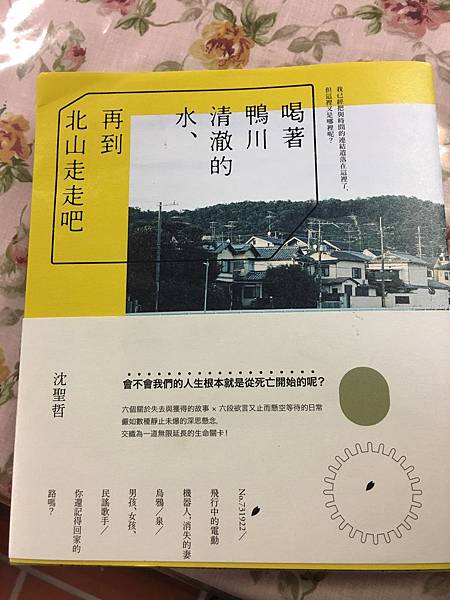 我已經把與時間的連結遺落在這裡了，
但這裡又是哪裡呢？
喝著
鴨川
清澈的
水、
再到
北山走走吧
沈聖哲
會不會我們的人生根本就是從死亡開始的呢？
六個關於失去與獲得的故事 × 六段欲言又止而懸空等待的日常
儼如數種靜止未爆的深思懸念，
交織為一道無限延長的生命關卡！
No.731922／
飛行中的電動
機器人，消失的妻
烏鴉／泉／
男孩、女孩、
民謠歌手／
你還記得回家的
路嗎？